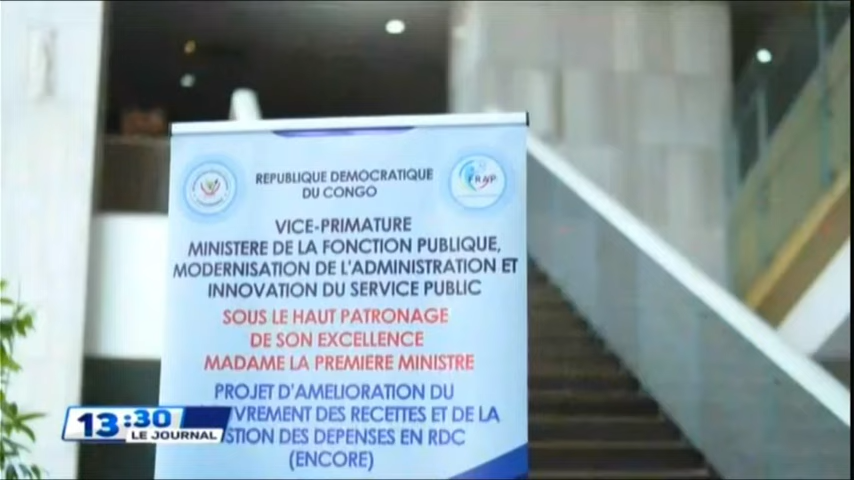 REPUBLIQUE DEMOCRATIQUE
DU CONGO
FRAP
VICE-PRIMATURE
MINISTERE DE LA FONCTION PUBLIQUE,
MODERNISATION DE L'ADMINISTRATION ET
INNOVATION DU SERVICE PUBLIC
SOUS LE HAUT PATRONAGE
DE SON EXCELLENCE
MADAME LA PREMIERE MINISTRE
PROJET D'AMELIORATION DU
DES RECETTES ET DE LA
DES DEPENSES EN RDC
(ENCORE)
13:30
LE JOURNAL